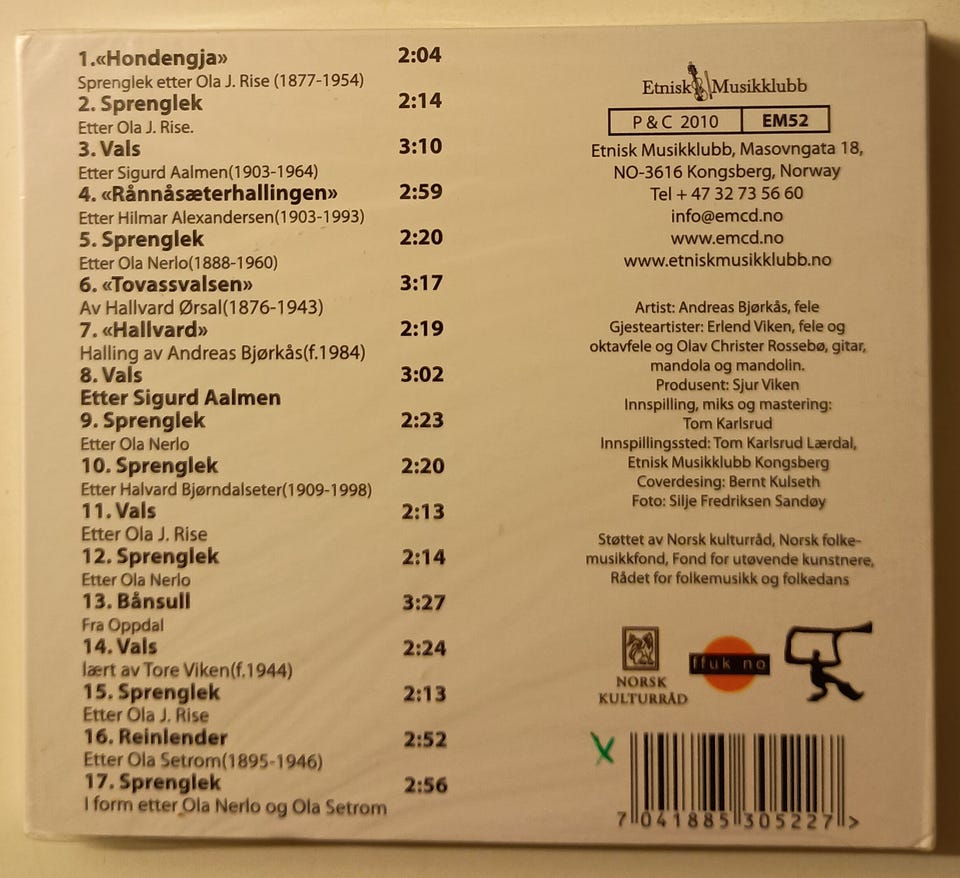 1.«Hondengja» 2:04
Sprenglek etter Ola J. Rise (1877-1954)
2. Sprenglek 2:14
Etter Ola J. Rise.
3. Vals 3:10
Etter Sigurd Aalmen(1903-1964)
4. «Rånnåsæterhallingen» 2:59
Etter Hilmar Alexandersen(1903-1993)
5. Sprenglek 2:20
Etter Ola Nerlo(1888-1960)
6. «Tovassvalsen» 3:17
Av Hallvard Ørsal(1876-1943)
7. «Hallvard» 2:19
Halling av Andreas Bjørkås(f.1984)
8. Vals 3:02
Etter Sigurd Aalmen
9. Sprenglek 2:23
Etter Ola Nerlo
10. Sprenglek 2:20
Etter Halvard Bjørndalseter(1909-1998)
11. Vals 2:13
Etter Ola J. Rise
12. Sprenglek 2:14
Etter Ola Nerlo
13. Bånsull 3:27
Fra Oppdal
14. Vals 2:24
lært av Tore Viken(f.1944)
15. Sprenglek 2:13
Etter Ola J. Rise
16. Reinlender 2:52
Etter Ola Setrom(1895-1946)
17. Sprenglek 2:56
I form etter Ola Nerlo og Ola Setrom
Etnisk Musikklubb
P & C 2010 EM52
Etnisk Musikklubb, Masovngata 18,
NO-3616 Kongsberg, Norway
Tel + 47 32 73 56 60
info@emcd.no
www.emcd.no
www.etniskmusikklubb.no
Artist: Andreas Bjørkås, fele
Gjesteartister: Erlend Viken, fele og
oktavfele og Olav Christer Rossebø, gitar,
mandola og mandolin.
Produsent: Sjur Viken
Innspilling, miks og mastering:
Tom Karlsrud
Innspillingssted: Tom Karlsrud Lærdal,
Etnisk Musikklubb Kongsberg
Coverdesing: Bernt Kulseth
Foto: Silje Fredriksen Sandøy
Støttet av Norsk kulturråd, Norsk folke-
musikkfond, Fond for utøvende kunstnere,
Rådet for folkemusikk og folkedans
NORSK
KULTURRÅD
ffuk no
X
7 041885 305227 >